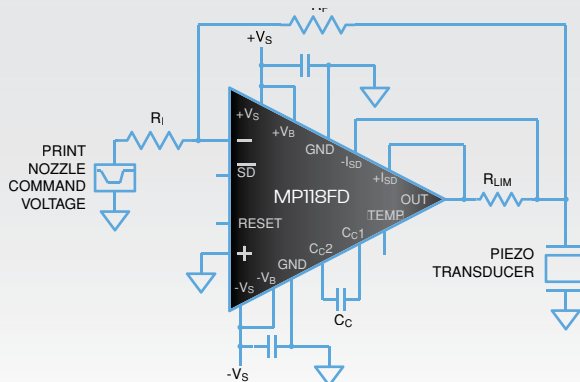 +VS
RI
PRINT
NOZZLE
COMMAND
VOLTAGE
+VS
+VB
GND
-ISD
+ISD
SD
MP118FD
OUT
RLIM
RESET
TEMP
CC1
CC2
GND
-VB
-VS
PIEZO
TRANSDUCER
CC
-VS